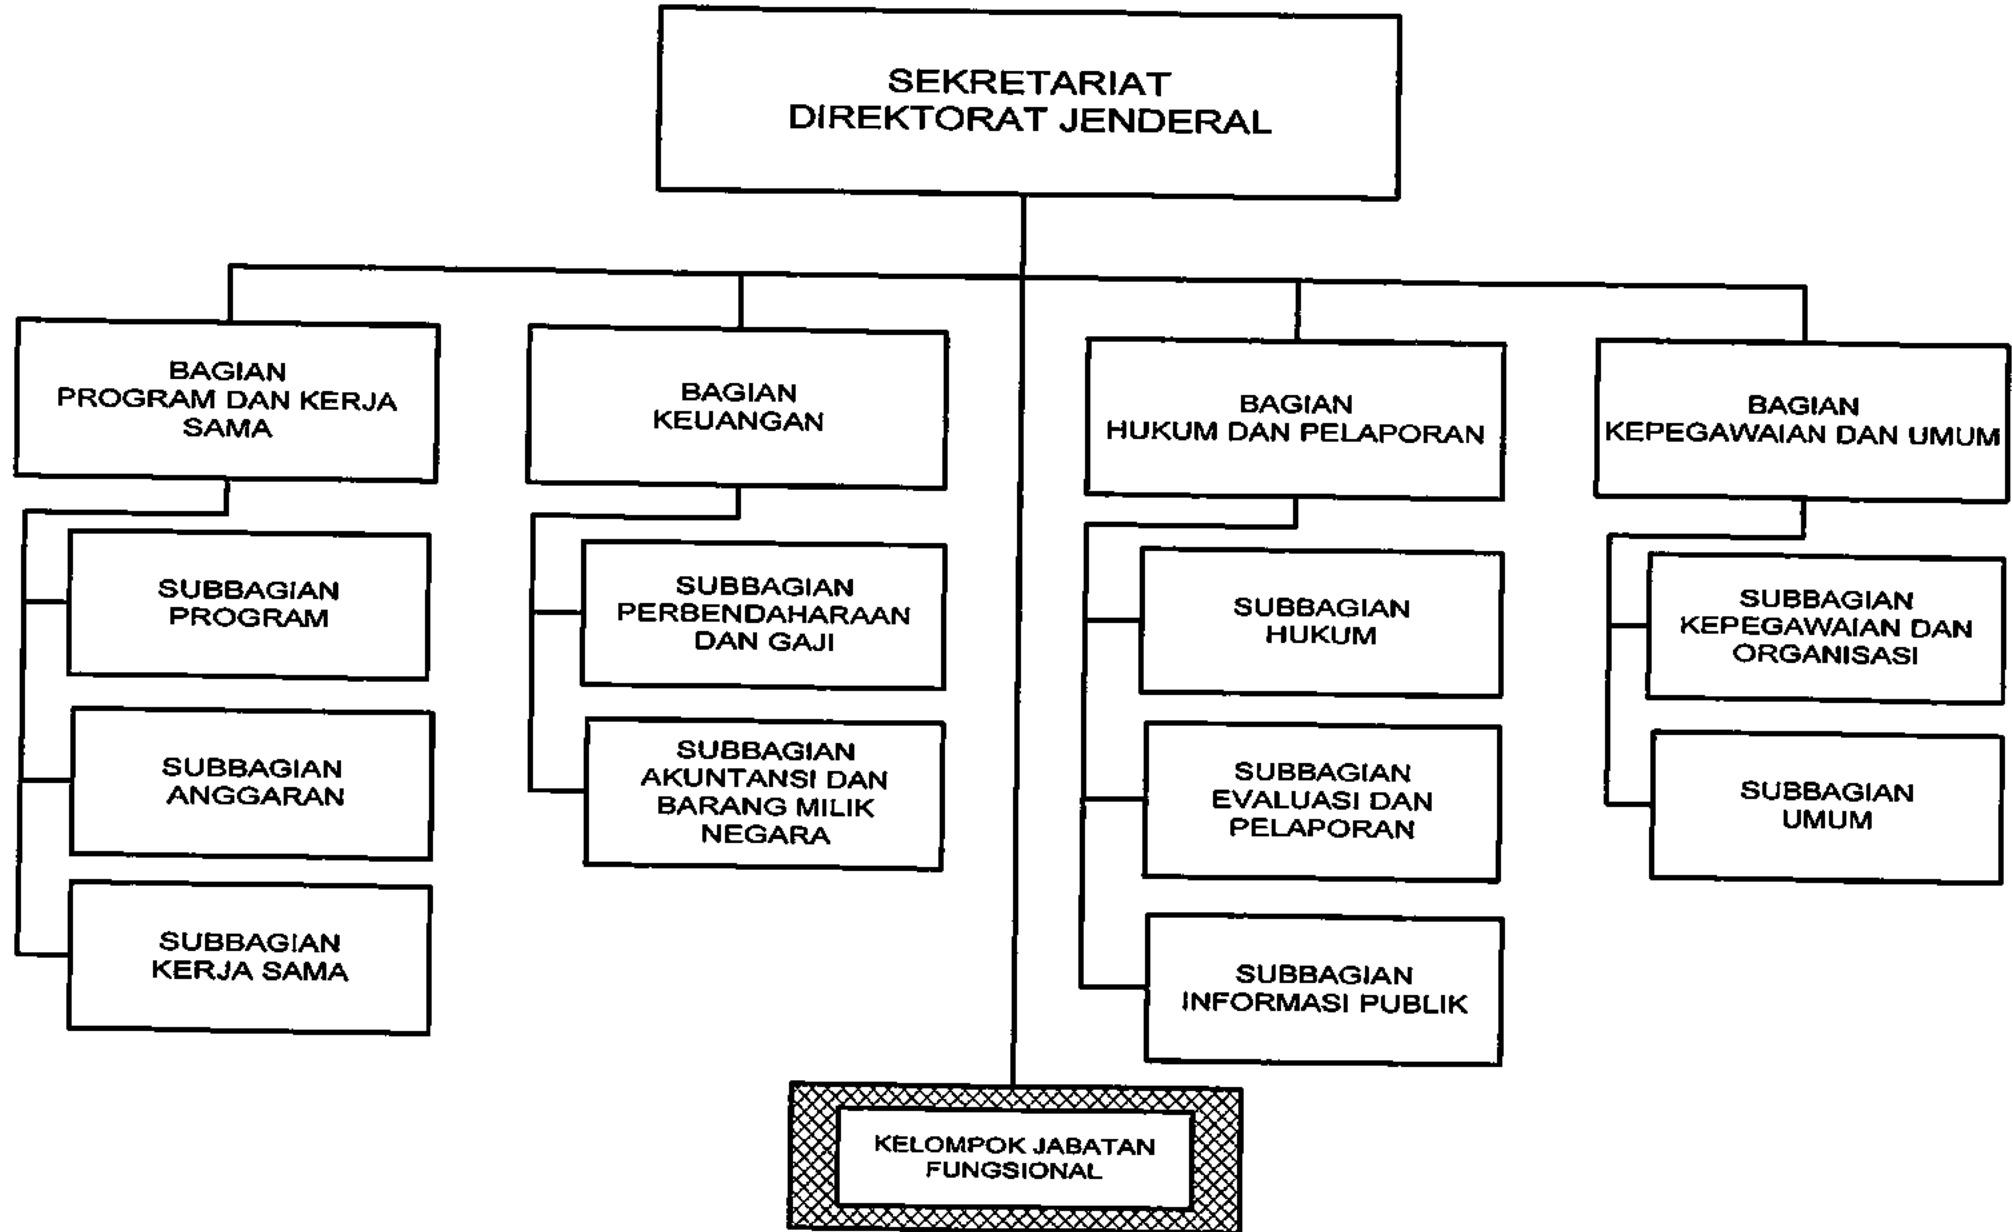 SEKRETARIAT
DIREKTORAT JENDERAL
BAGIAN
PROGRAM DAN KERJA
SAMA
BAGIAN
KEUANGAN
BAGIAN
HUKUM DAN PELAPORAN
BAGIAN
KEPEGAWAIAN DAN UMUM
SUBBAGIAN
PROGRAM
SUBBAGIAN
ANGGARAN
SUBBAGIAN
KERJA SAMA
SUBBAGIAN
PERBENDAHARAAN
DAN GAJI
SUBBAGIAN
AKUNTANSI DAN
BARANG MILIK
NEGARA
SUBBAGIAN
HUKUM
SUBBAGIAN
EVALUASI DAN
PELAPORAN
SUBBAGIAN
INFORMASI PUBLIK
SUBBAGIAN
KEPEGAWAIAN DAN
ORGANISASI
SUBBAGIAN
UMUM
KELOMPOK JABATAN
FUNGSIONAL